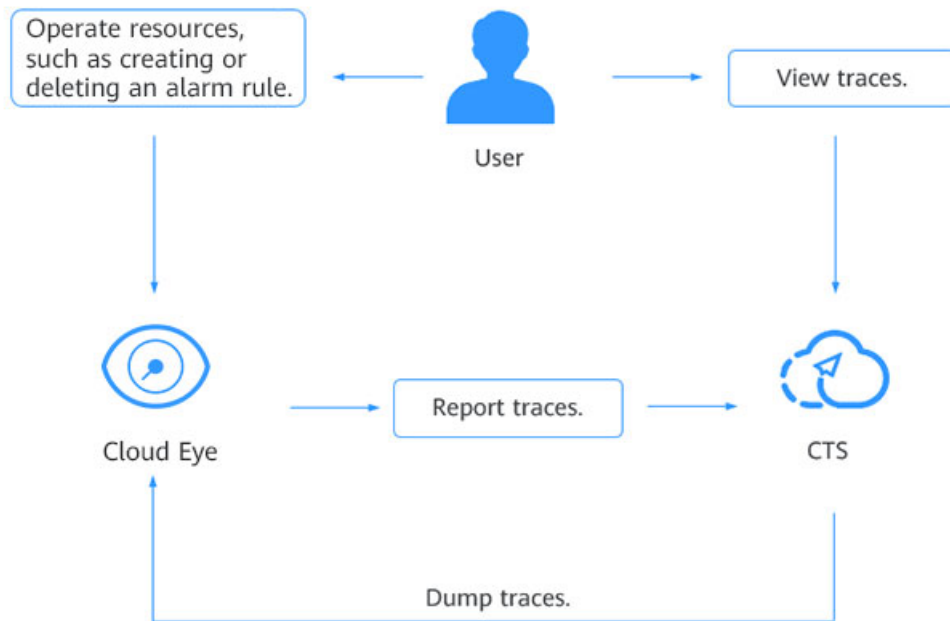 Operate resources,
such as creating or
deleting an alarm rule.
View traces.
User
Report traces.
Cloud Eye
CTS
Dump traces.